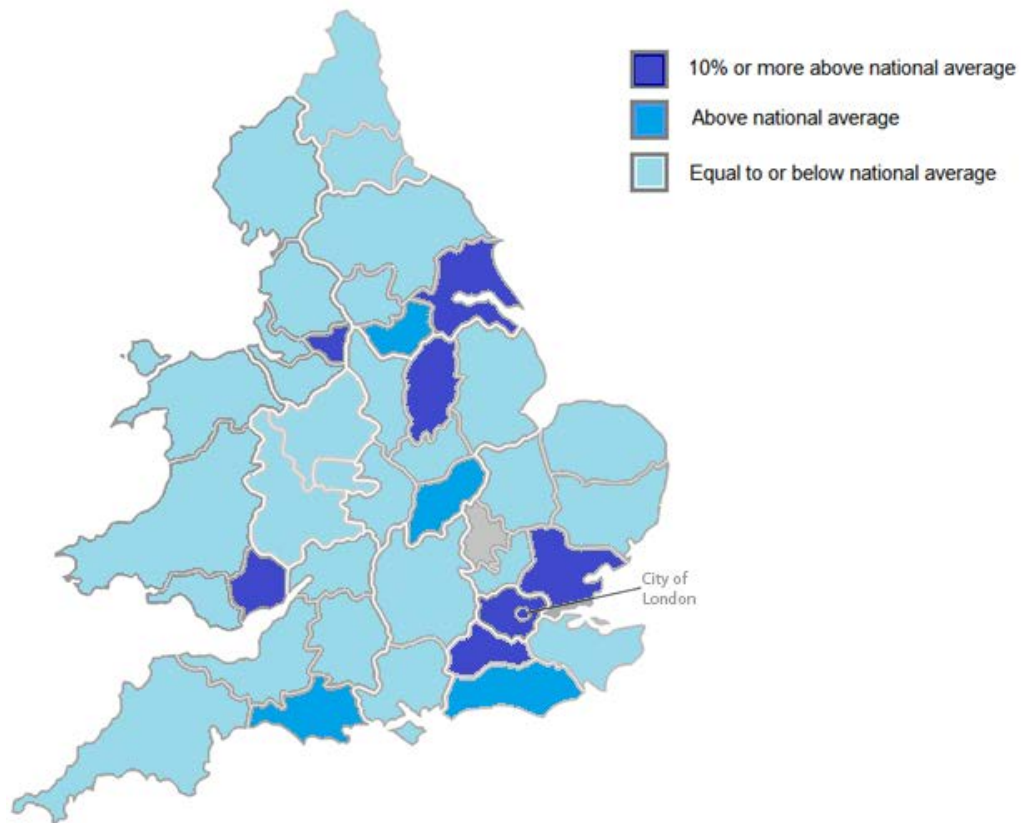 10% or more above national average
Above national average
Equal to or below national average
City of
London